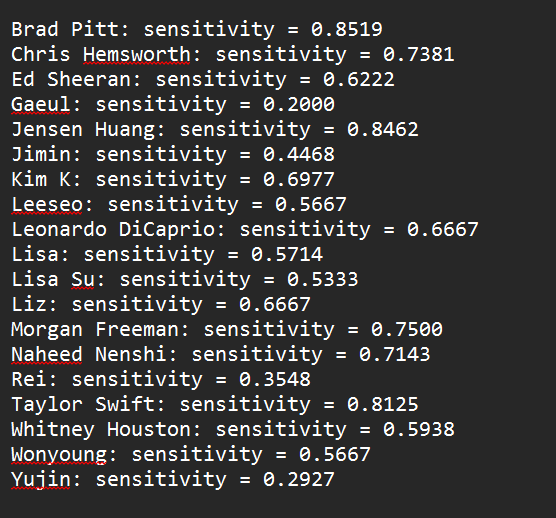 Brad Pitt: sensitivity = 0.8519
Chris Hemsworth: sensitivity = 0.7381
Ed Sheeran: sensitivity = 0.6222
Gaeul: sensitivity = 0.2000
Jensen Huang: sensitivity = 0.8462
Jimin: sensitivity = 0.4468
Kim K: sensitivity = 0.6977
Leeseo: sensitivity = 0.5667
Leonardo DiCaprio: sensitivity = 0.6667
Lisa: sensitivity = 0.5714
Lisa Su: sensitivity = 0.5333
Liz: sensitivity = 0.6667
Morgan Freeman: sensitivity = 0.7500
Naheed Nenshi: sensitivity = 0.7143
Rei: sensitivity = 0.3548
Taylor Swift: sensitivity = 0.8125
Whitney Houston: sensitivity = 0.5938
Wonyoung: sensitivity = 0.5667
Yujin: sensitivity = 0.2927